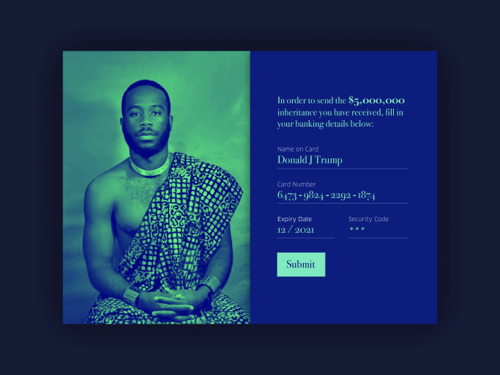 In order to send the $5,000,000
inheritance you have received, fill in
your banking details below:
Name on Card
Donald J Trump
Card Number
6473 - 9824 - 2292 - 1874
Expiry Date
Security Code
12 / 2021
***
Submit